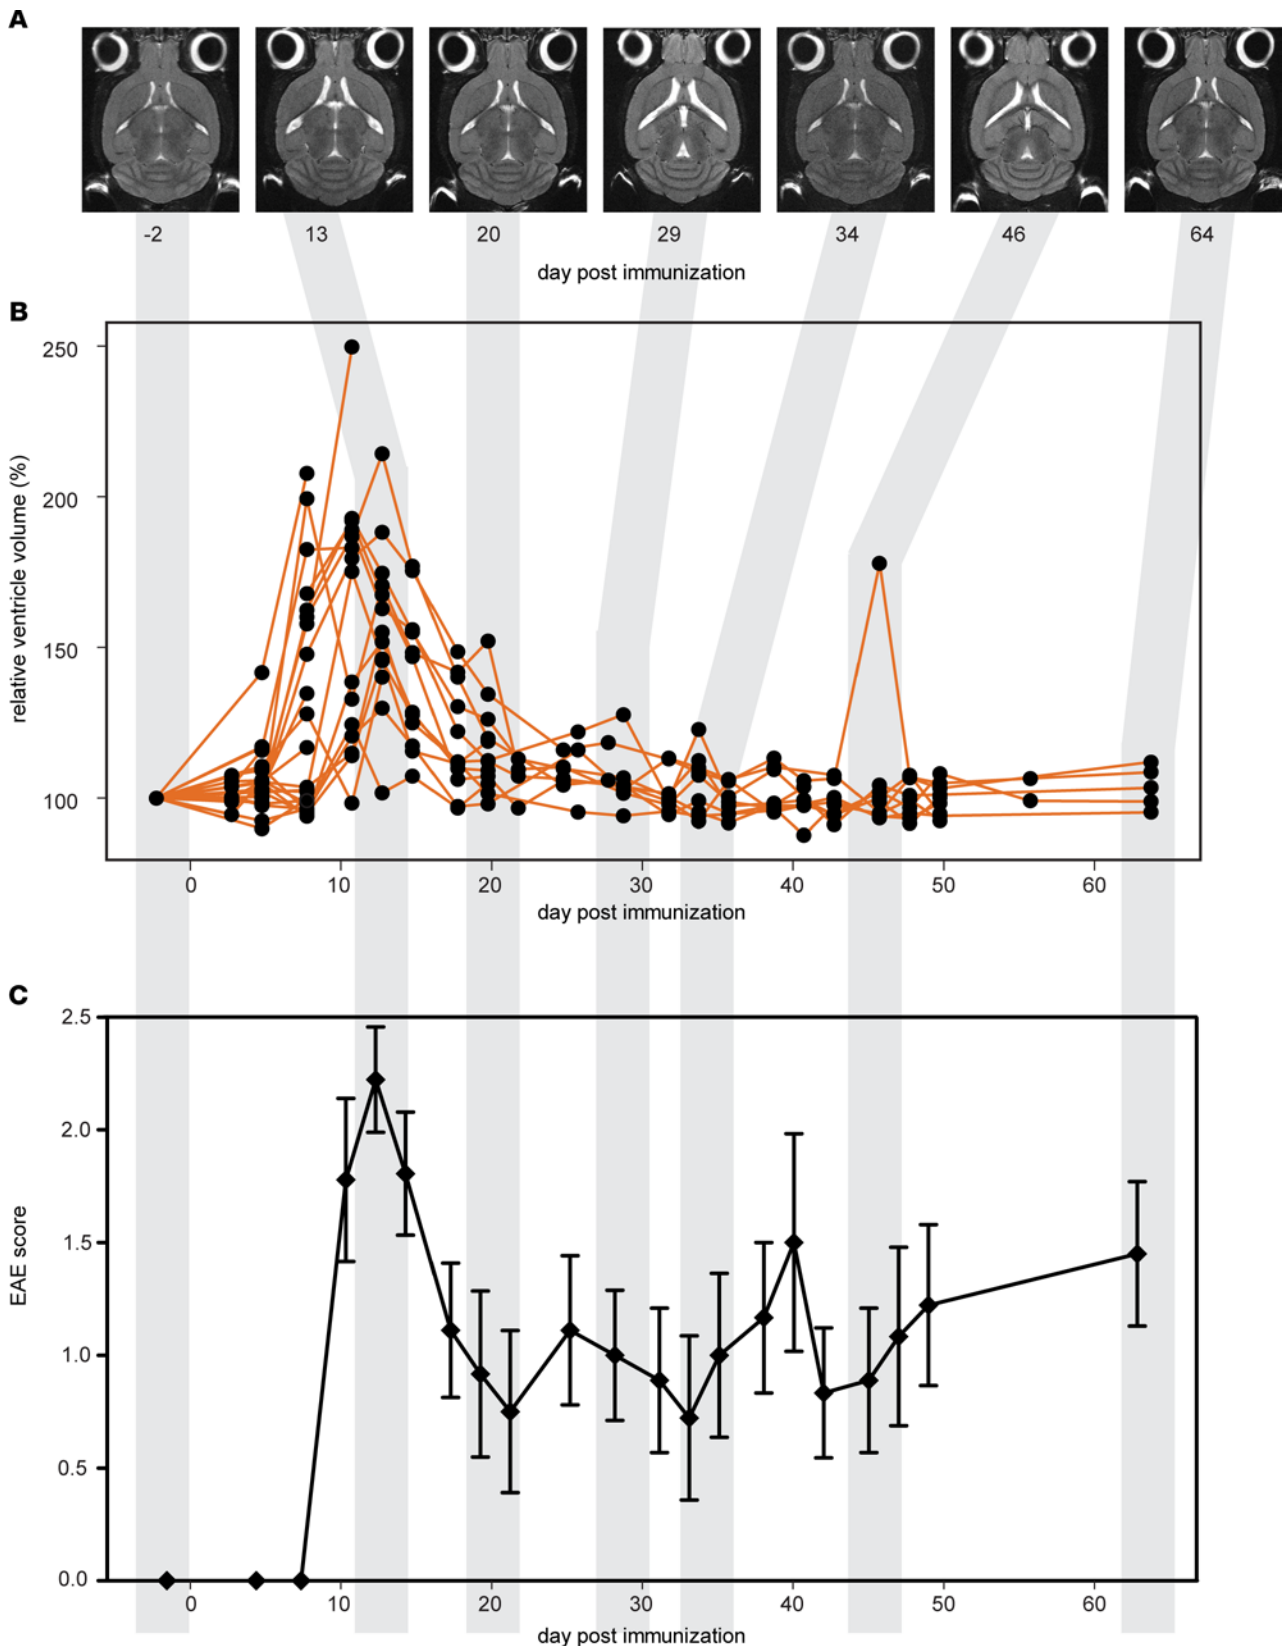 A
-2 13 20 29 34 46 64
day post immunization
B
250
200
150
100
relative ventricle volume (%)
0 10 20 30 40 50 60
day post immunization
C
2.5
2.0
1.5
1.0
0.5
0.0
EAE score
0 10 20 30 40 50 60
day post immunization